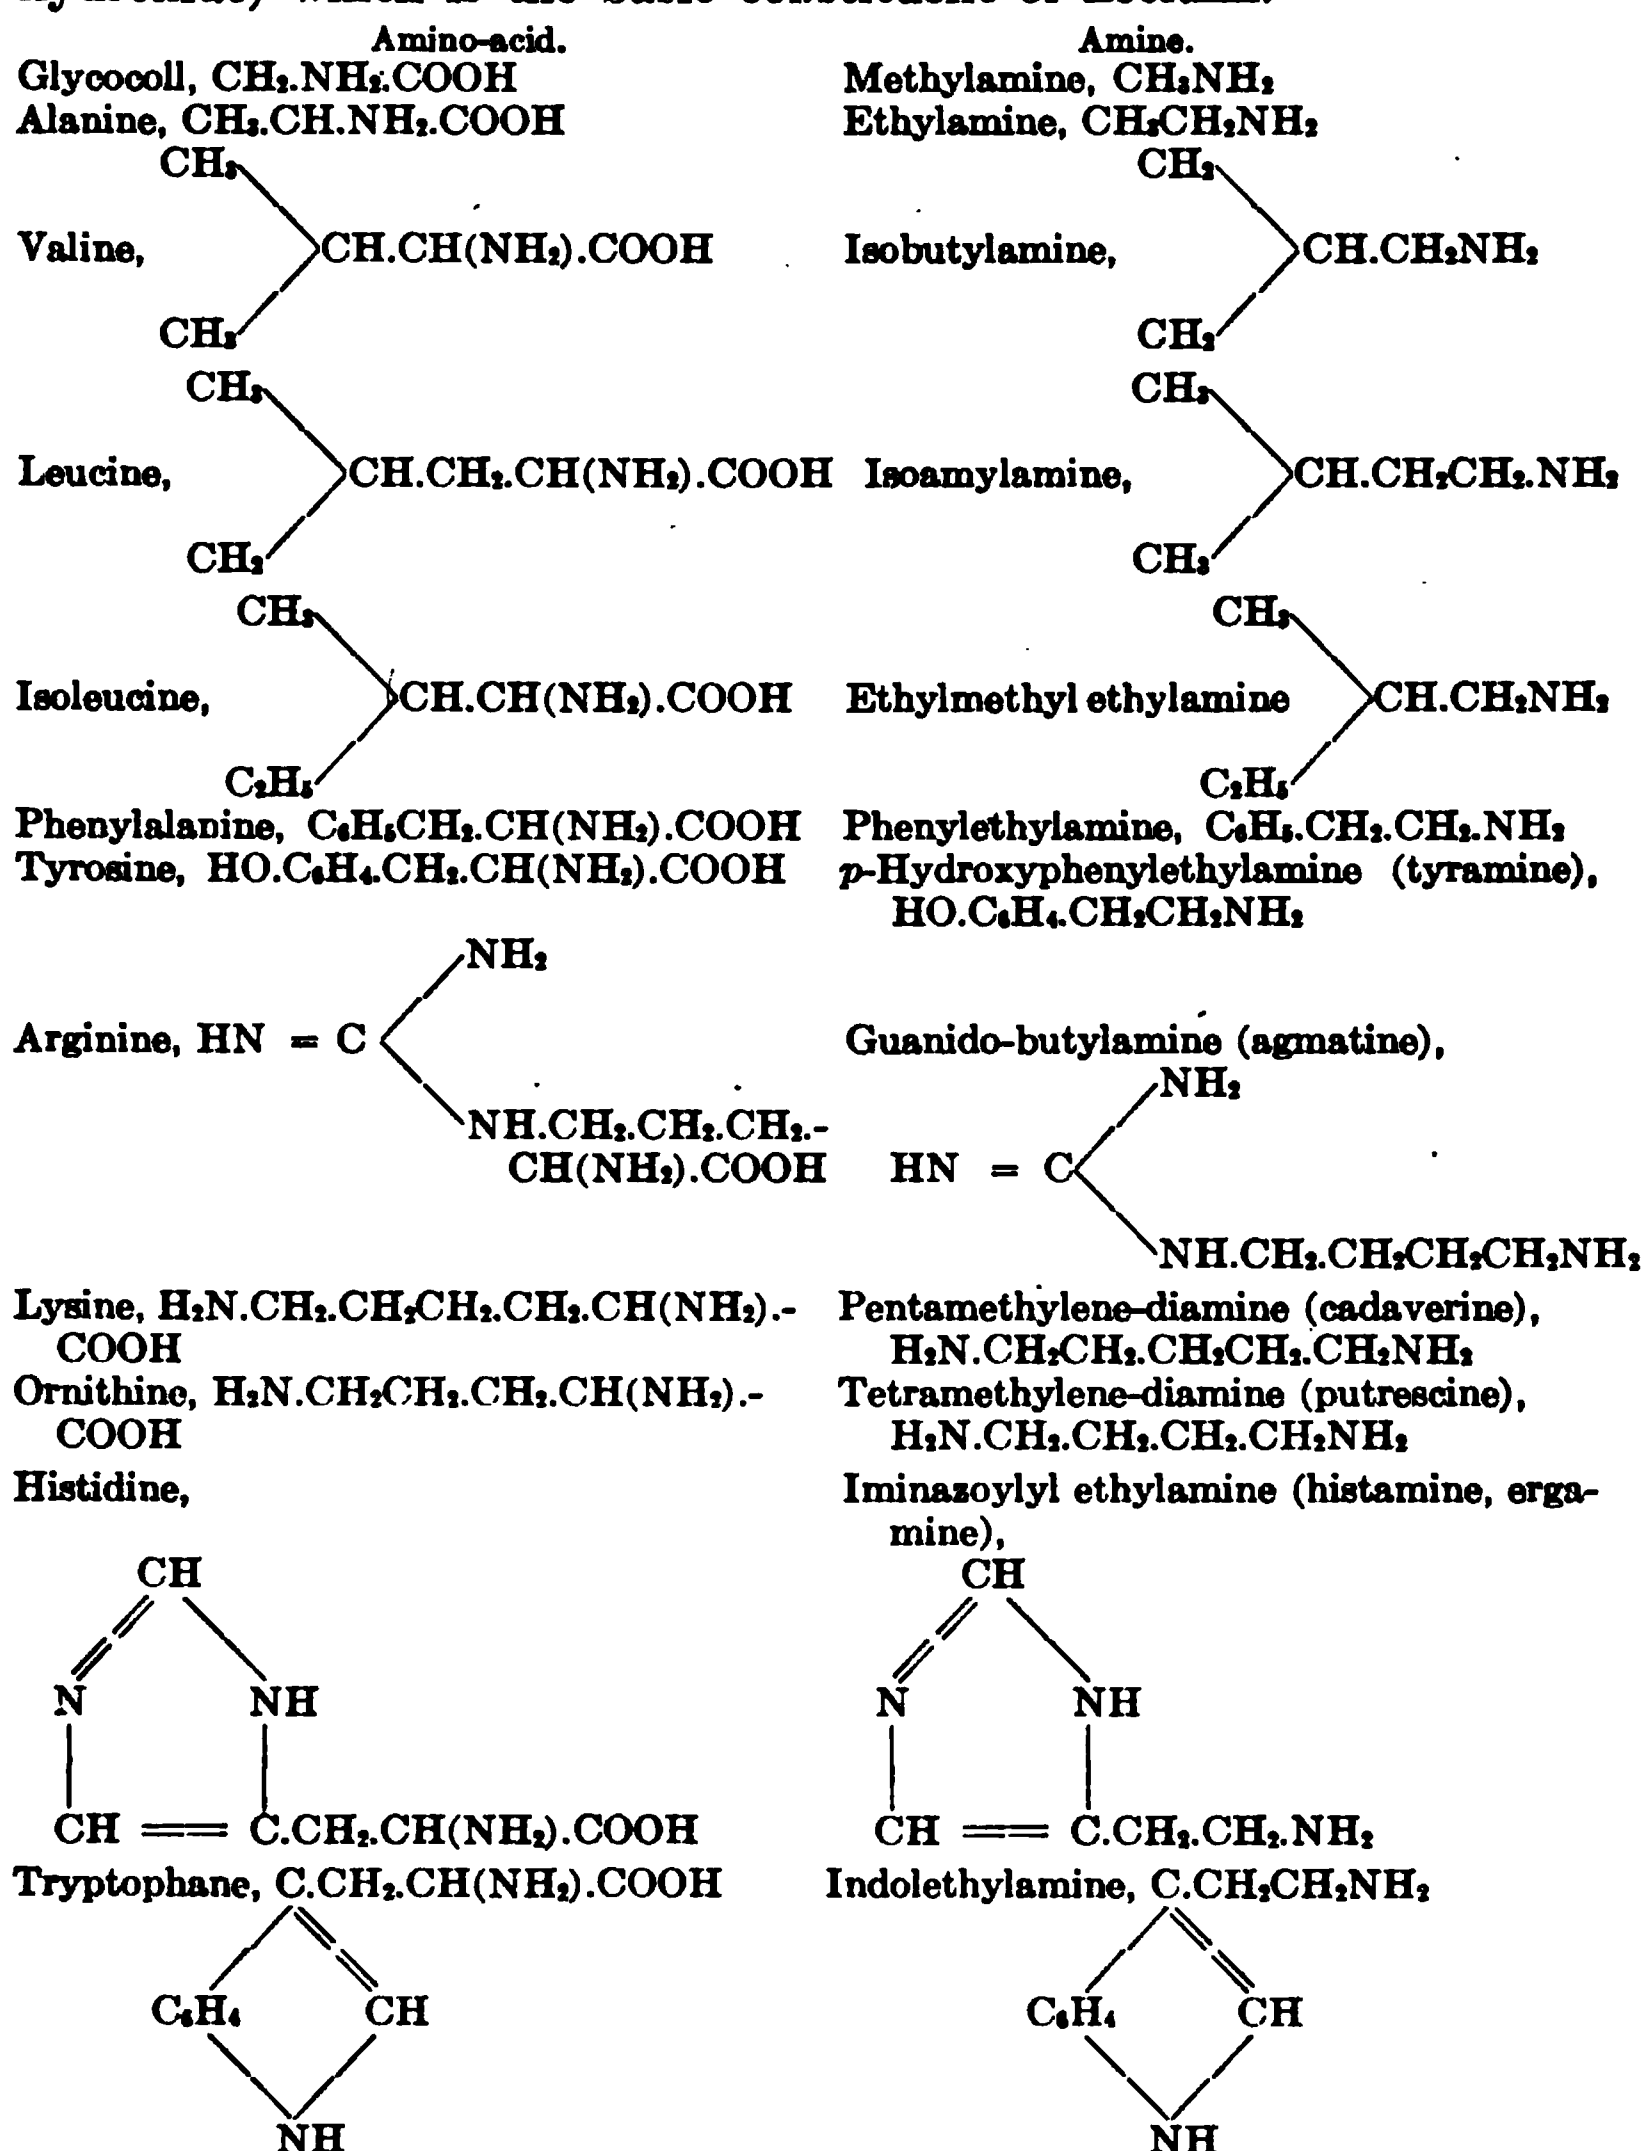 Amino-acid. Amine.
Glycocoll, CH₂.NH₂.COOH Methylamine, CH₃NH₂
Alanine, CH₃.CH.NH₂.COOH Ethylamine, CH₃CH₂NH₂
CH₃ CH₃
Valine, CH.CH(NH₂).COOH Isobutylamine, CH.CH₂NH₂
CH₃ CH₃
CH₃ CH₃
Leucine, CH.CH₂.CH(NH₂).COOH Isoamylamine, CH.CH₂CH₂.NH₂
CH₃ CH₃
CH₃ CH₃
Isoleucine, CH.CH(NH₂).COOH Ethylmethyl ethylamine CH.CH₂NH₂
C₂H₅ C₂H₅
Phenylalanine, C₆H₅CH₂.CH(NH₂).COOH Phenylethylamine, C₆H₅.CH₂.CH₂.NH₂
Tyrosine, HO.C₆H₄.CH₂.CH(NH₂).COOH p-Hydroxyphenylethylamine (tyramine),
HO.C₆H₄.CH₂CH₂NH₂
NH₂
Arginine, HN = C Guanido-butylamine (agmatine),
NH₂
NH.CH₂.CH₂.CH₂.-
CH(NH₂).COOH HN = C
NH.CH₂.CH₂CH₂CH₂NH₂
Lysine, H₂N.CH₂.CH₂CH₂.CH₂.CH(NH₂).- Pentamethylene-diamine (cadaverine),
COOH H₂N.CH₂CH₂.CH₂CH₂.CH₂NH₂
Ornithine, H₂N.CH₂CH₂.CH₂.CH(NH₂).- Tetramethylene-diamine (putrescine),
COOH H₂N.CH₂.CH₂.CH₂.CH₂NH₂
Histidine, Iminazoylyl ethylamine (histamine, erga-
mine),
CH CH
N NH N NH
CH C.CH₂.CH(NH₂).COOH CH C.CH₂.CH₂.NH₂
Tryptophane, C.CH₂.CH(NH₂).COOH Indolethylamine, C.CH₂CH₂NH₂
C₆H₄ CH C₆H₄ CH
NH NH